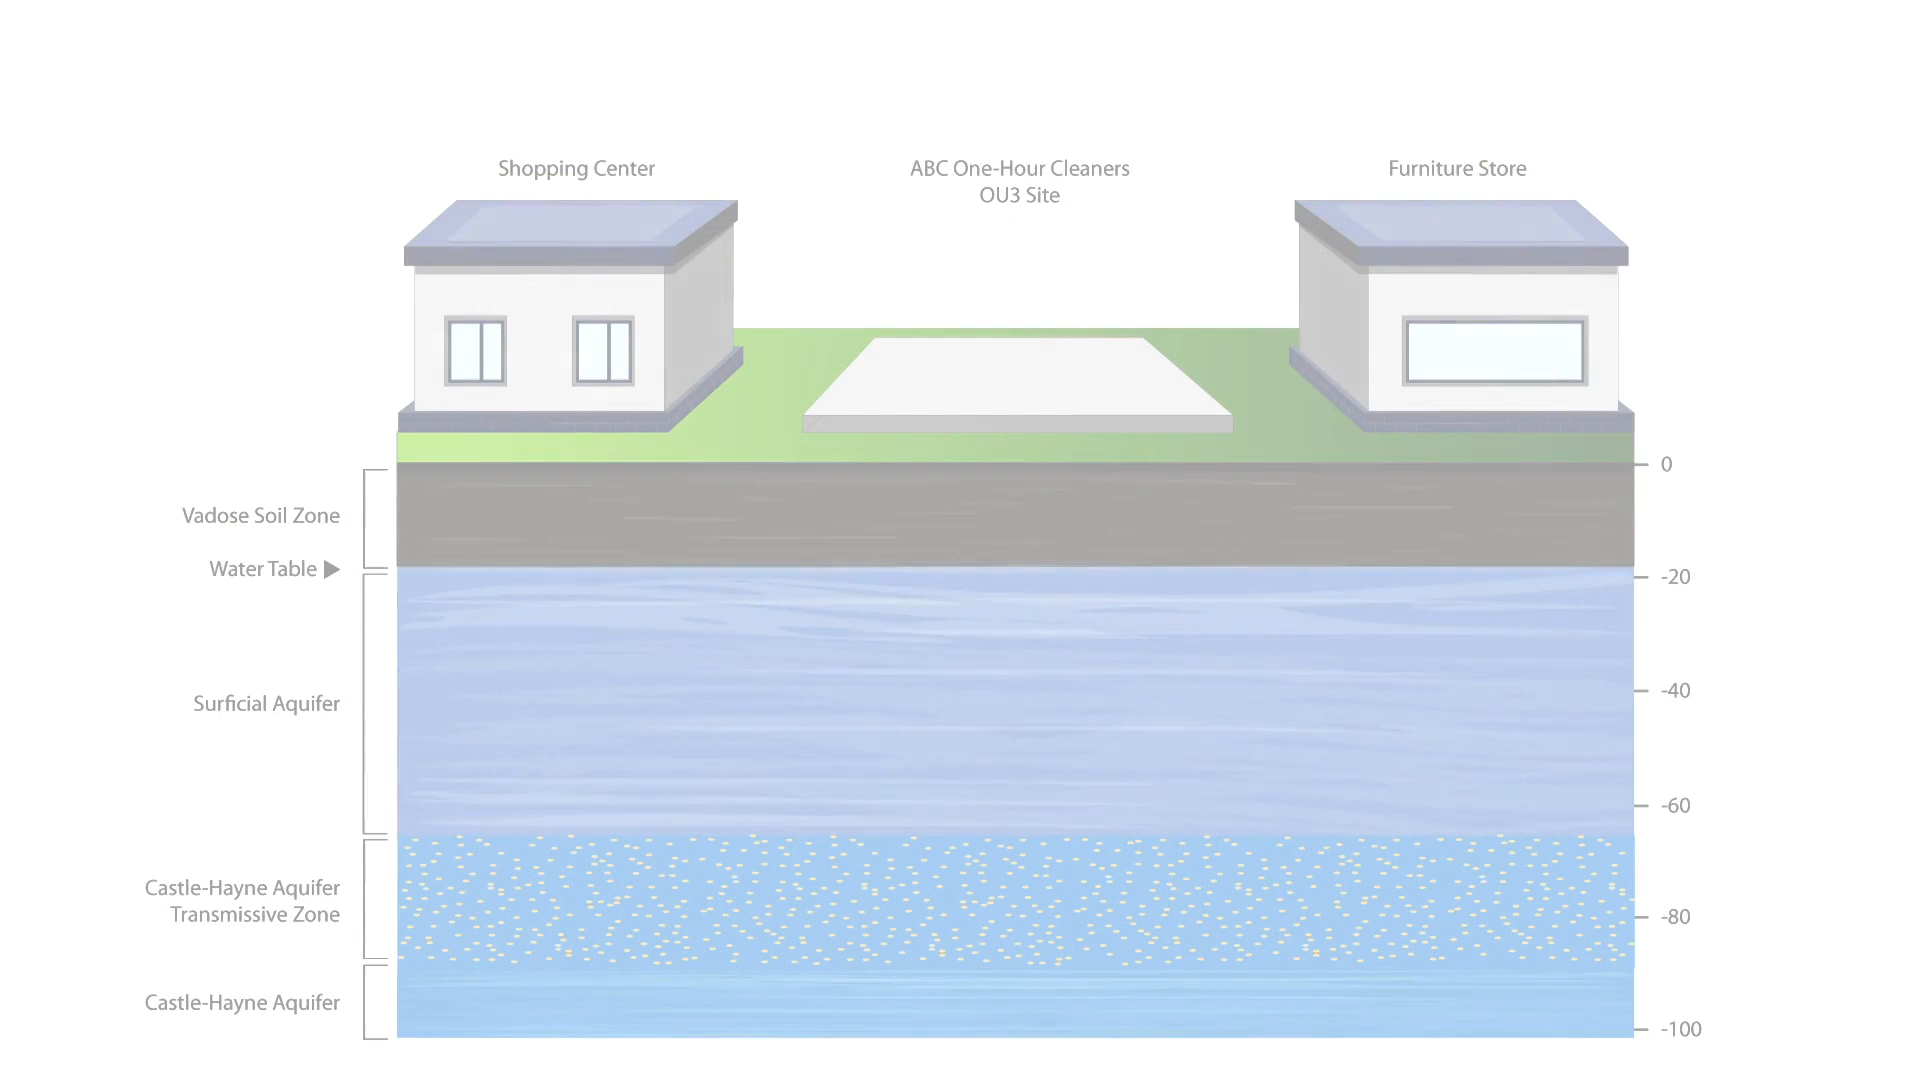 Shopping Center
ABC One-Hour Cleaners
OU3 Site
Furniture Store
0
Vadose Soil Zone
Water Table
-20
-40
Surficial Aquifer
-60
Castle-Hayne Aquifer
Transmissive Zone
-80
Castle-Hayne Aquifer
-100